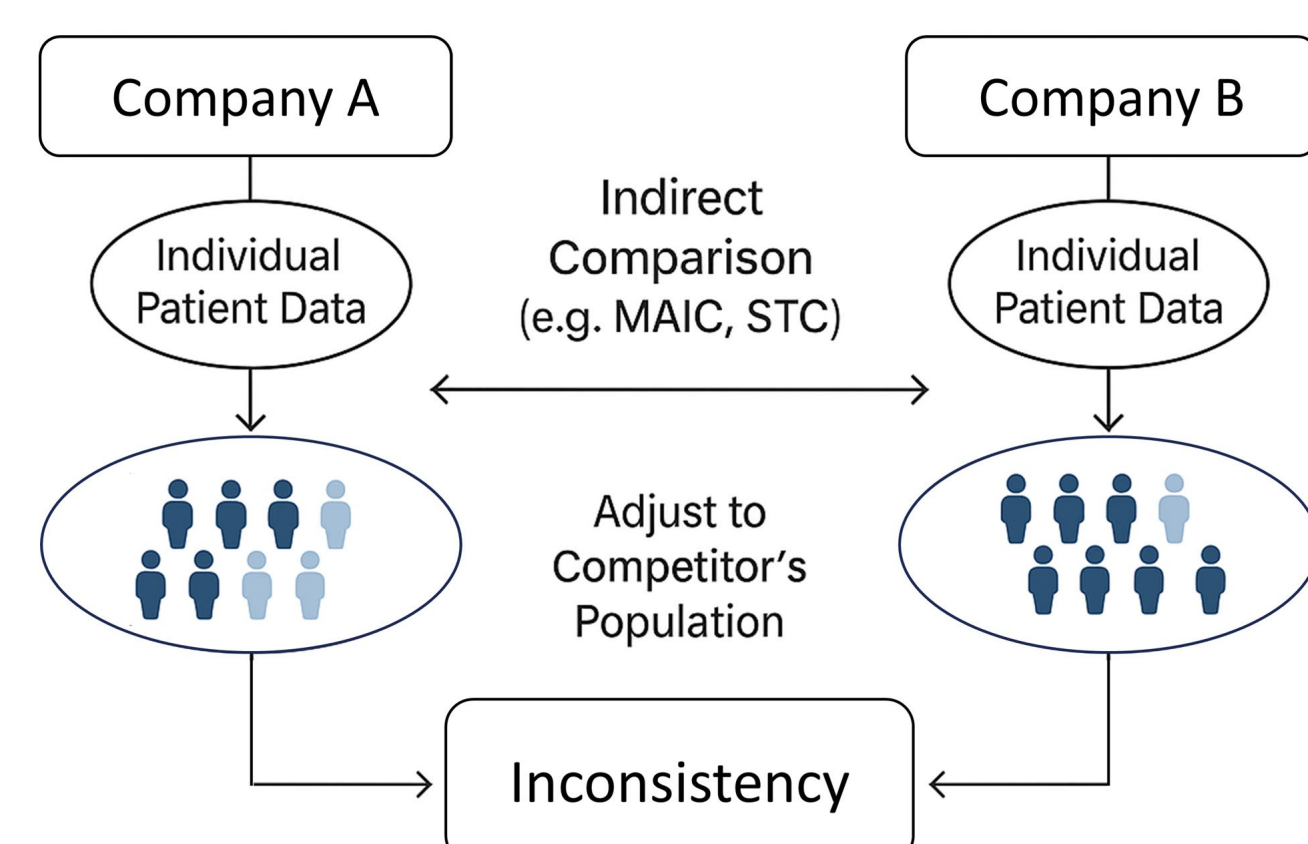 Company A
Company B
Individual
Patient Data
Indirect
Comparison
(e.g. MAIC, STC)
Individual
Patient Data
Adjust to
Competitor’s
Population
Inconsistency